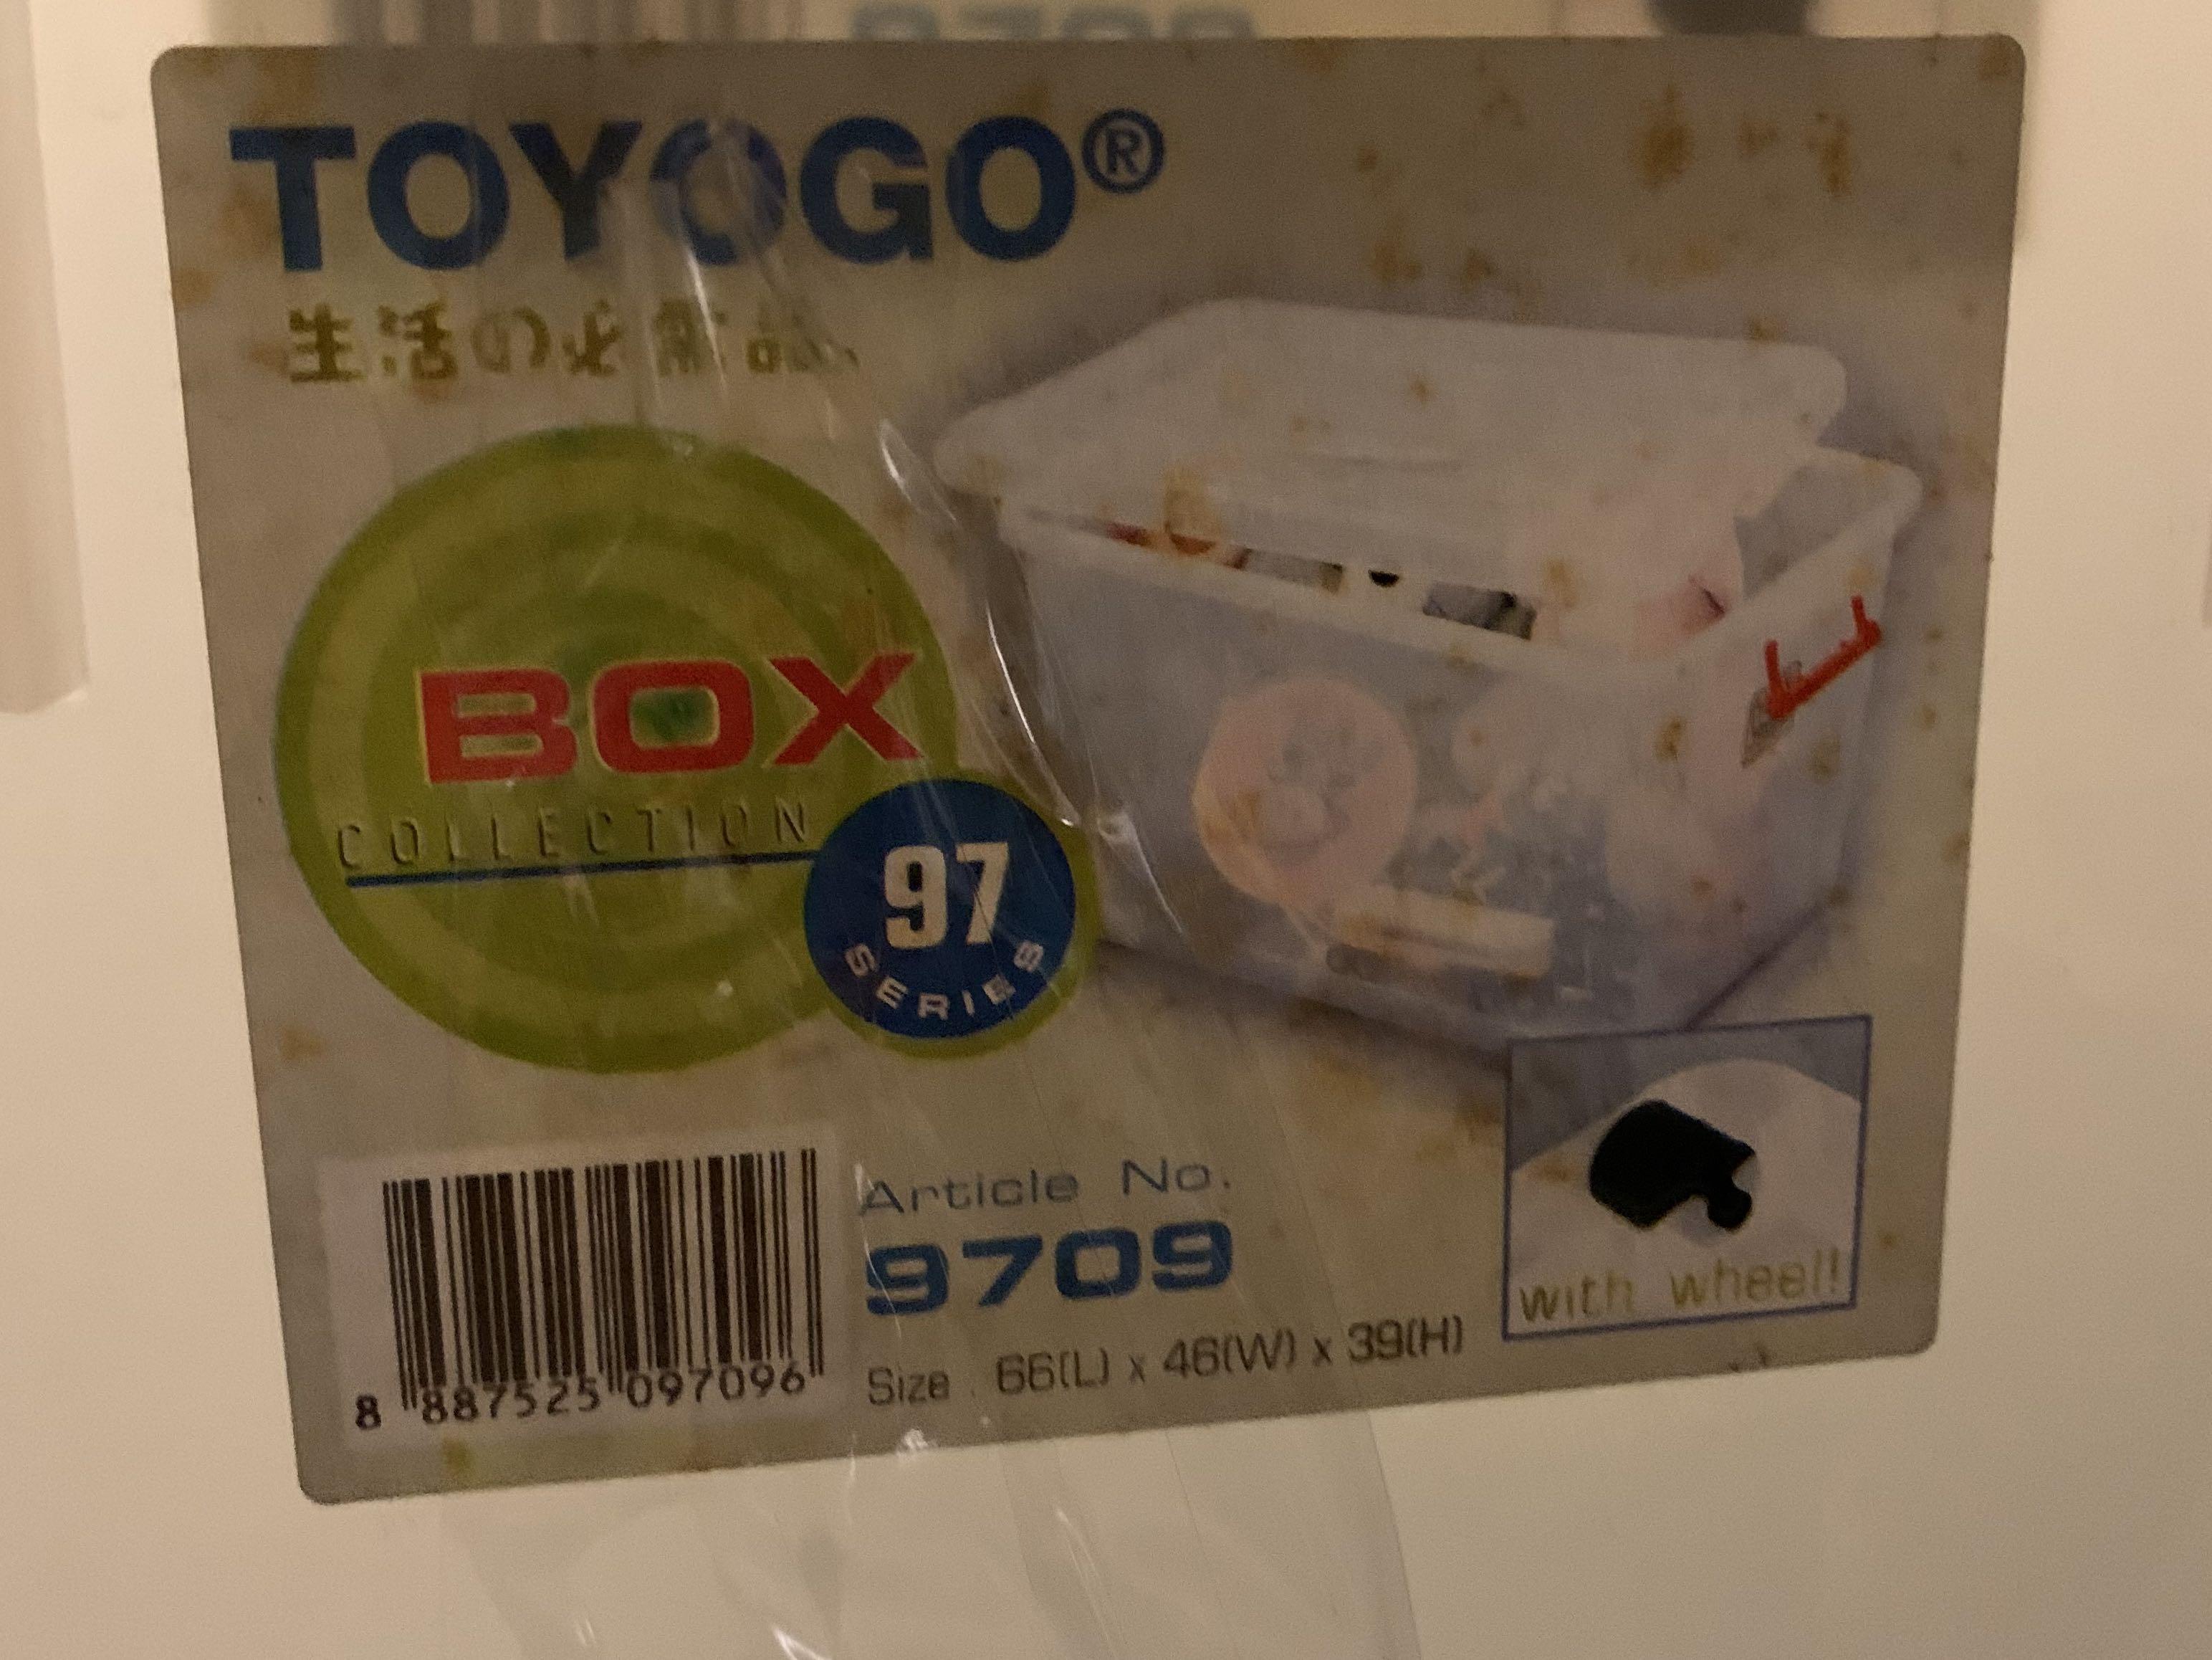 TOYOGO®
生活の必需品
BOX
COLLECTION
97
SERIES
Article No.
9709
Size 66(L) x 46(W) x 39(H)
with wheel!
8 887525 097096